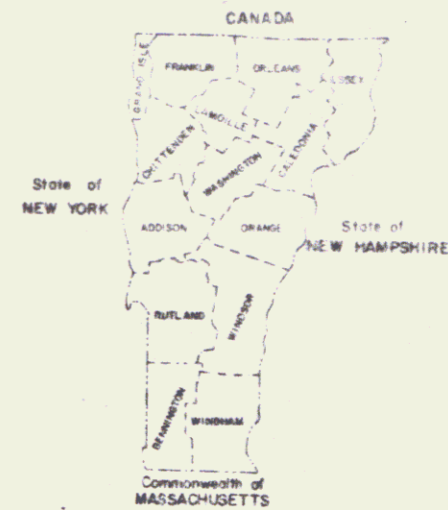 CANADA
GRAND ISLE
FRANKLIN
ORLEANS
ESSEX
LAMOILLE
CHITTENDEN
CALEDONIA
WASHINGTON
State of
NEW YORK
ADDISON
ORANGE
State of
NEW HAMPSHIRE
RUTLAND
WINDSOR
BENNINGTON
WINDHAM
Commonwealth of
MASSACHUSETTS